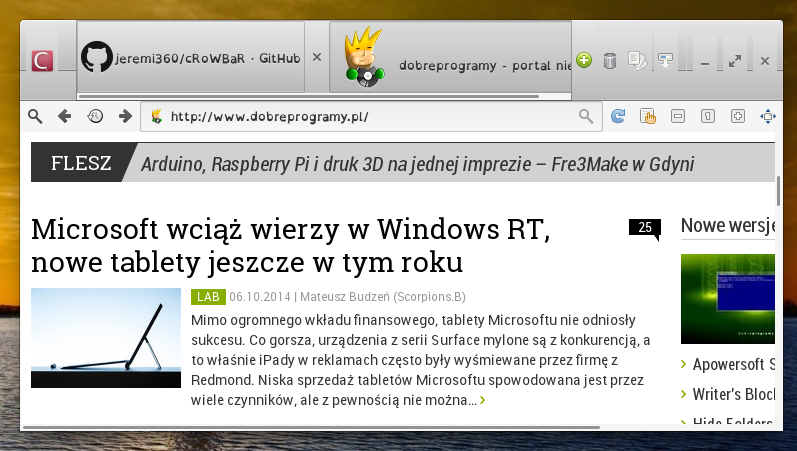 jeremi360/cRoWBaR · GitHub
dobreprogramy - portal nie
http://www.dobreprogramy.pl/
FLESZ
Arduino, Raspberry Pi i druk 3D na jednej imprezie – Fre3Make w Gdyni
Microsoft wciąż wierzy w Windows RT,
nowe tablety jeszcze w tym roku
25
LAB 06.10.2014 | Mateusz Budzeń (Scorpions.B)
Mimo ogromnego wkładu finansowego, tablety Microsoftu nie odniosły
sukcesu. Co gorsza, urządzenia z serii Surface mylone są z konkurencją, a
to właśnie iPady w reklamach często były wyśmiewane przez firmę z
Redmond. Niska sprzedaż tabletów Microsoftu spowodowana jest przez
wiele czynników, ale z pewnością nie można...
Nowe wersje
Apowersoft S
Writer's Block
Hide Folders